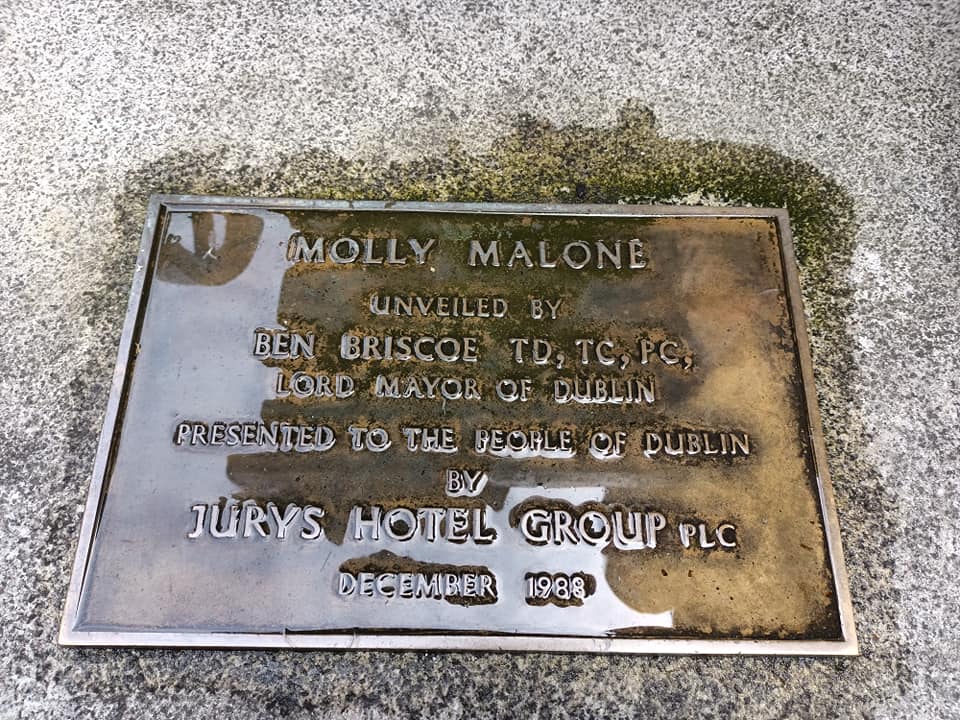 MOLLY MALONE
UNVEILED BY
BEN BRISCOE TD, TC, PC,
LORD MAYOR OF DUBLIN
PRESENTED TO THE PEOPLE OF DUBLIN
BY
JURYS HOTEL GROUP PLC
DECEMBER 1988